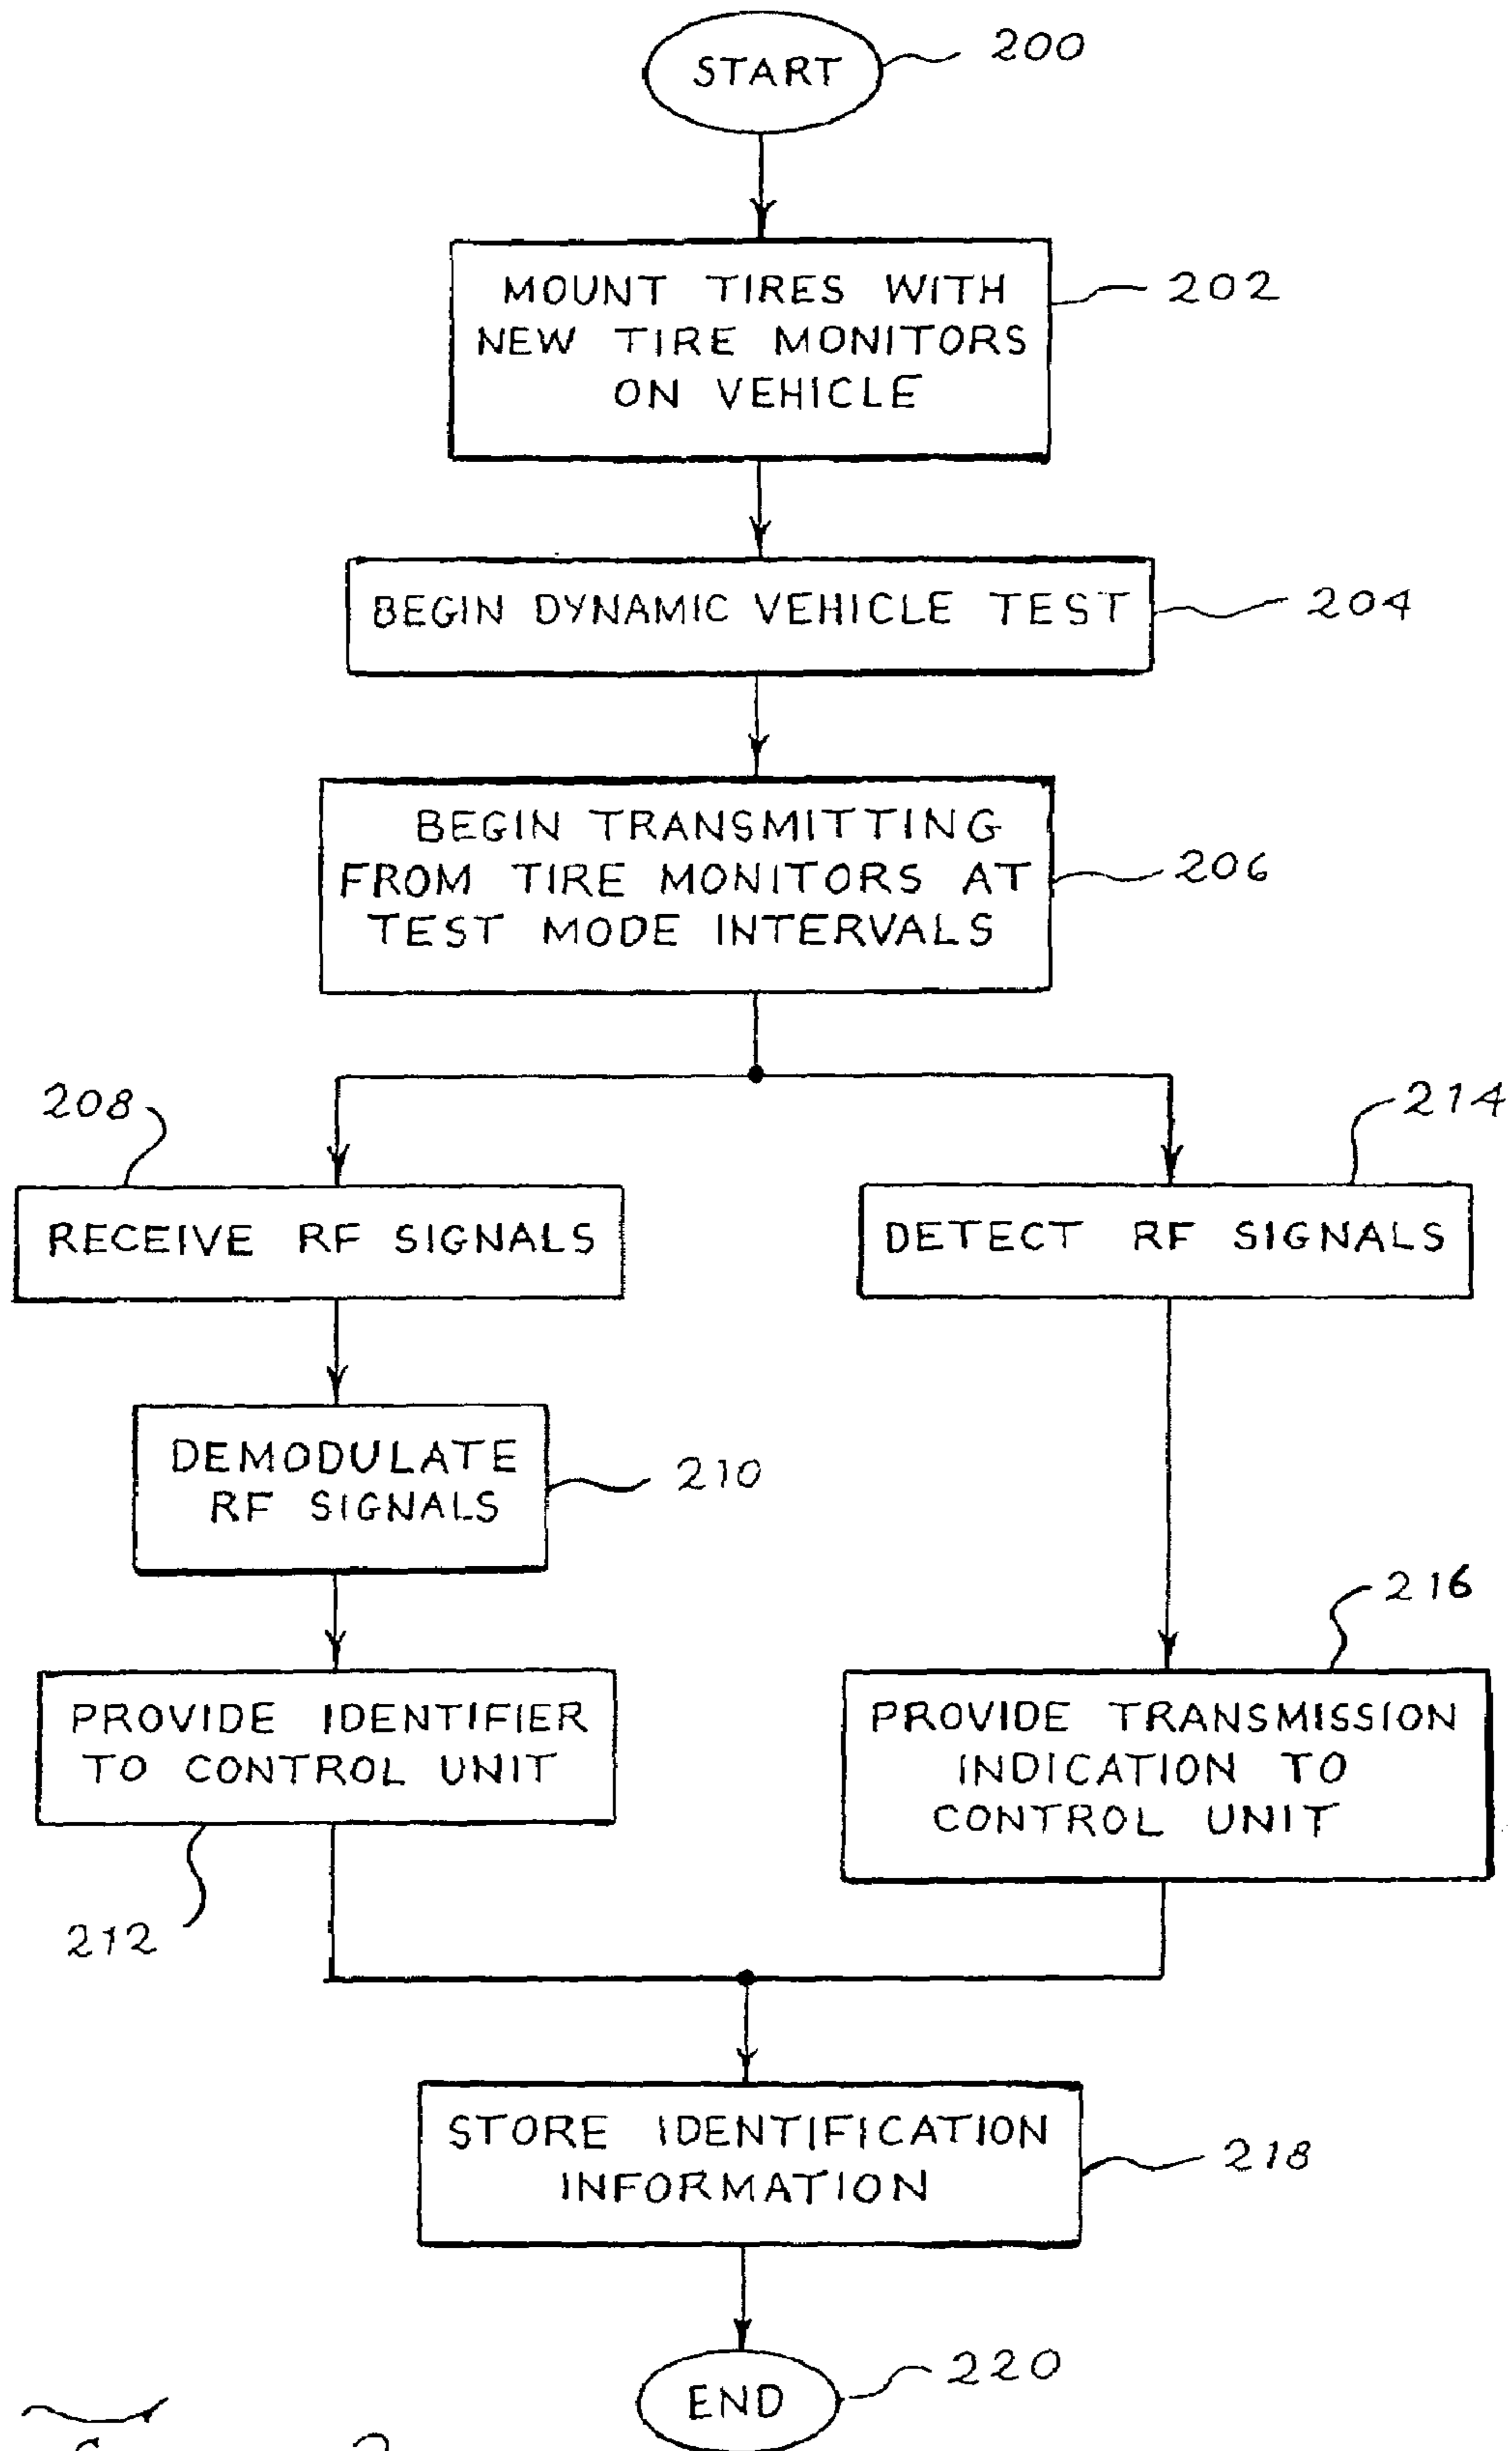 START
200
MOUNT TIRES WITH
NEW TIRE MONITORS
ON VEHICLE
202
BEGIN DYNAMIC VEHICLE TEST
204
BEGIN TRANSMITTING
FROM TIRE MONITORS AT
TEST MODE INTERVALS
206
208
RECEIVE RF SIGNALS
214
DETECT RF SIGNALS
DEMODULATE
RF SIGNALS
210
PROVIDE IDENTIFIER
TO CONTROL UNIT
212
216
PROVIDE TRANSMISSION
INDICATION TO
CONTROL UNIT
STORE IDENTIFICATION
INFORMATION
218
END
220